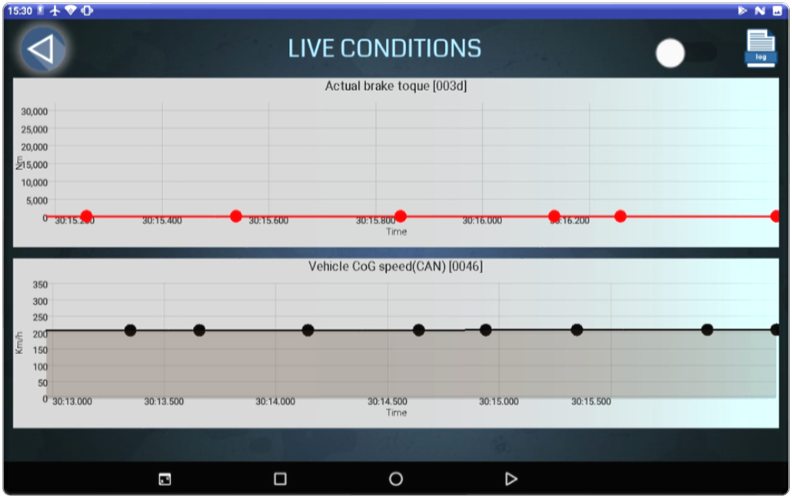 15:30
LIVE CONDITIONS
log
Actual brake toque [003d]
30,000
25,000
20,000
15,000
10,000
5,000
0
Nm
30:15.200 30:15.400 30:15.600 30:15.800 30:16.000 30:16.200
Time
Vehicle CoG speed(CAN) [0046]
350
300
250
200
150
100
50
0
Km/h
30:13.000 30:13.500 30:14.000 30:14.500 30:15.000 30:15.500
Time